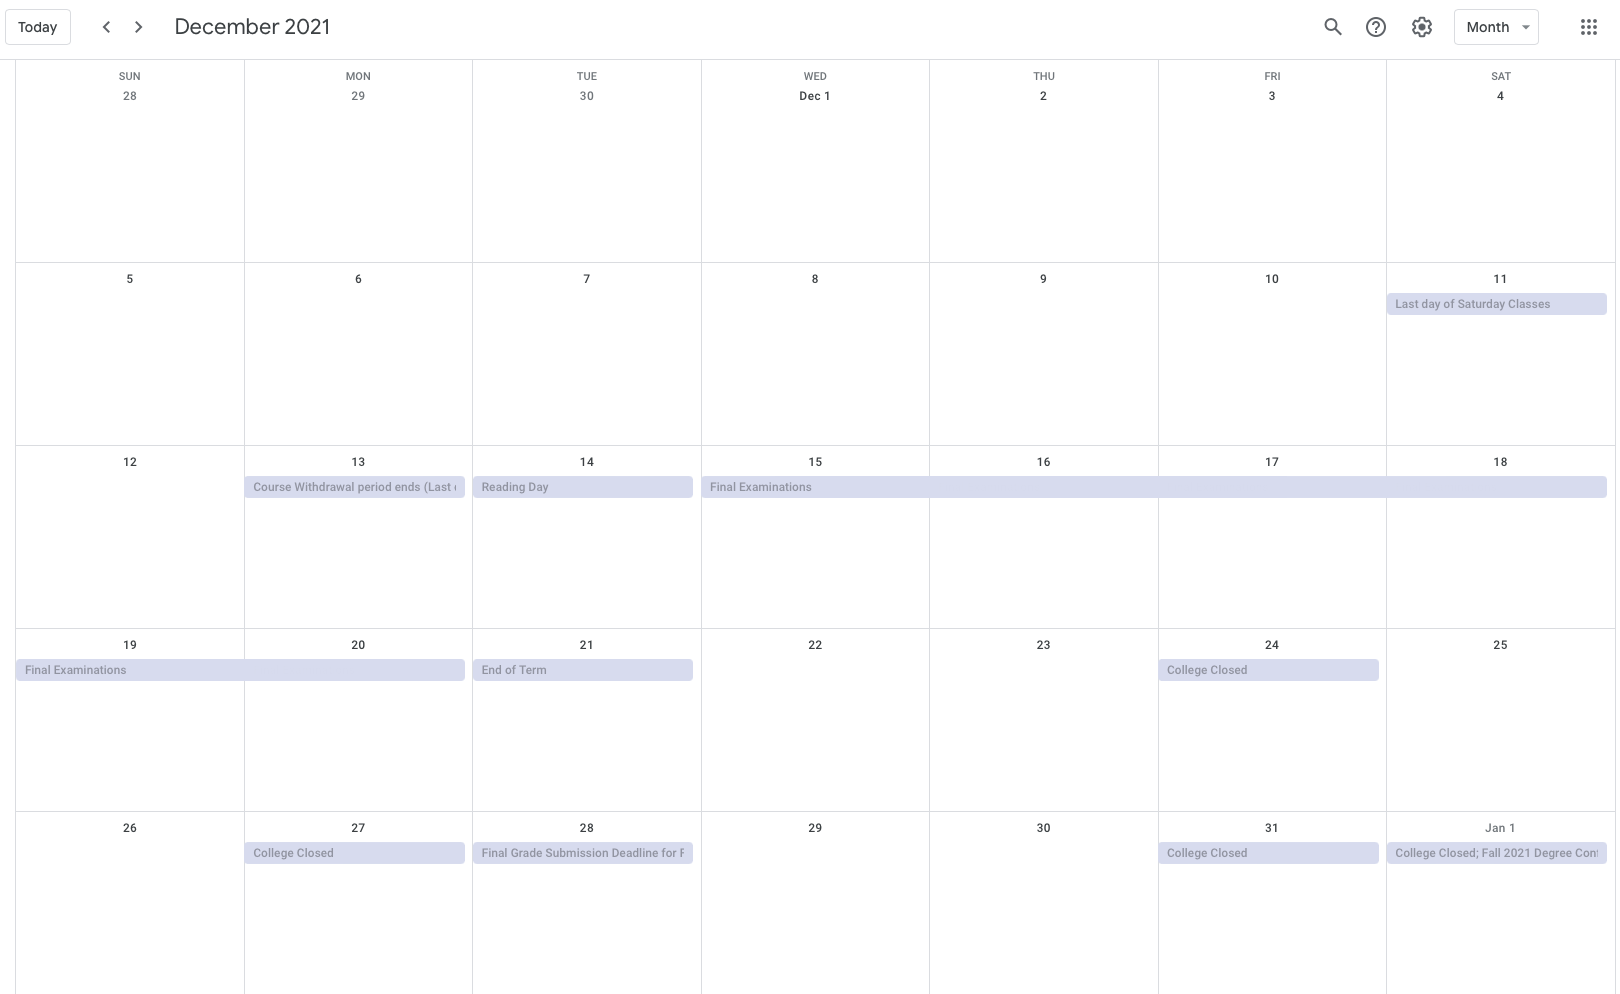 Today
December 2021
Month
SUN MON TUE WED THU FRI SAT
28 29 30 Dec 1 2 3 4
5 6 7 8 9 10 11
Last day of Saturday Classes
12 13 14 15 16 17 18
Course Withdrawal period ends (Last Reading Day Final Examinations
19 20 21 22 23 24 25
Final Examinations End of Term College Closed
26 27 28 29 30 31 Jan 1
College Closed Final Grade Submission Deadline for College Closed College Closed; Fall 2021 Degree